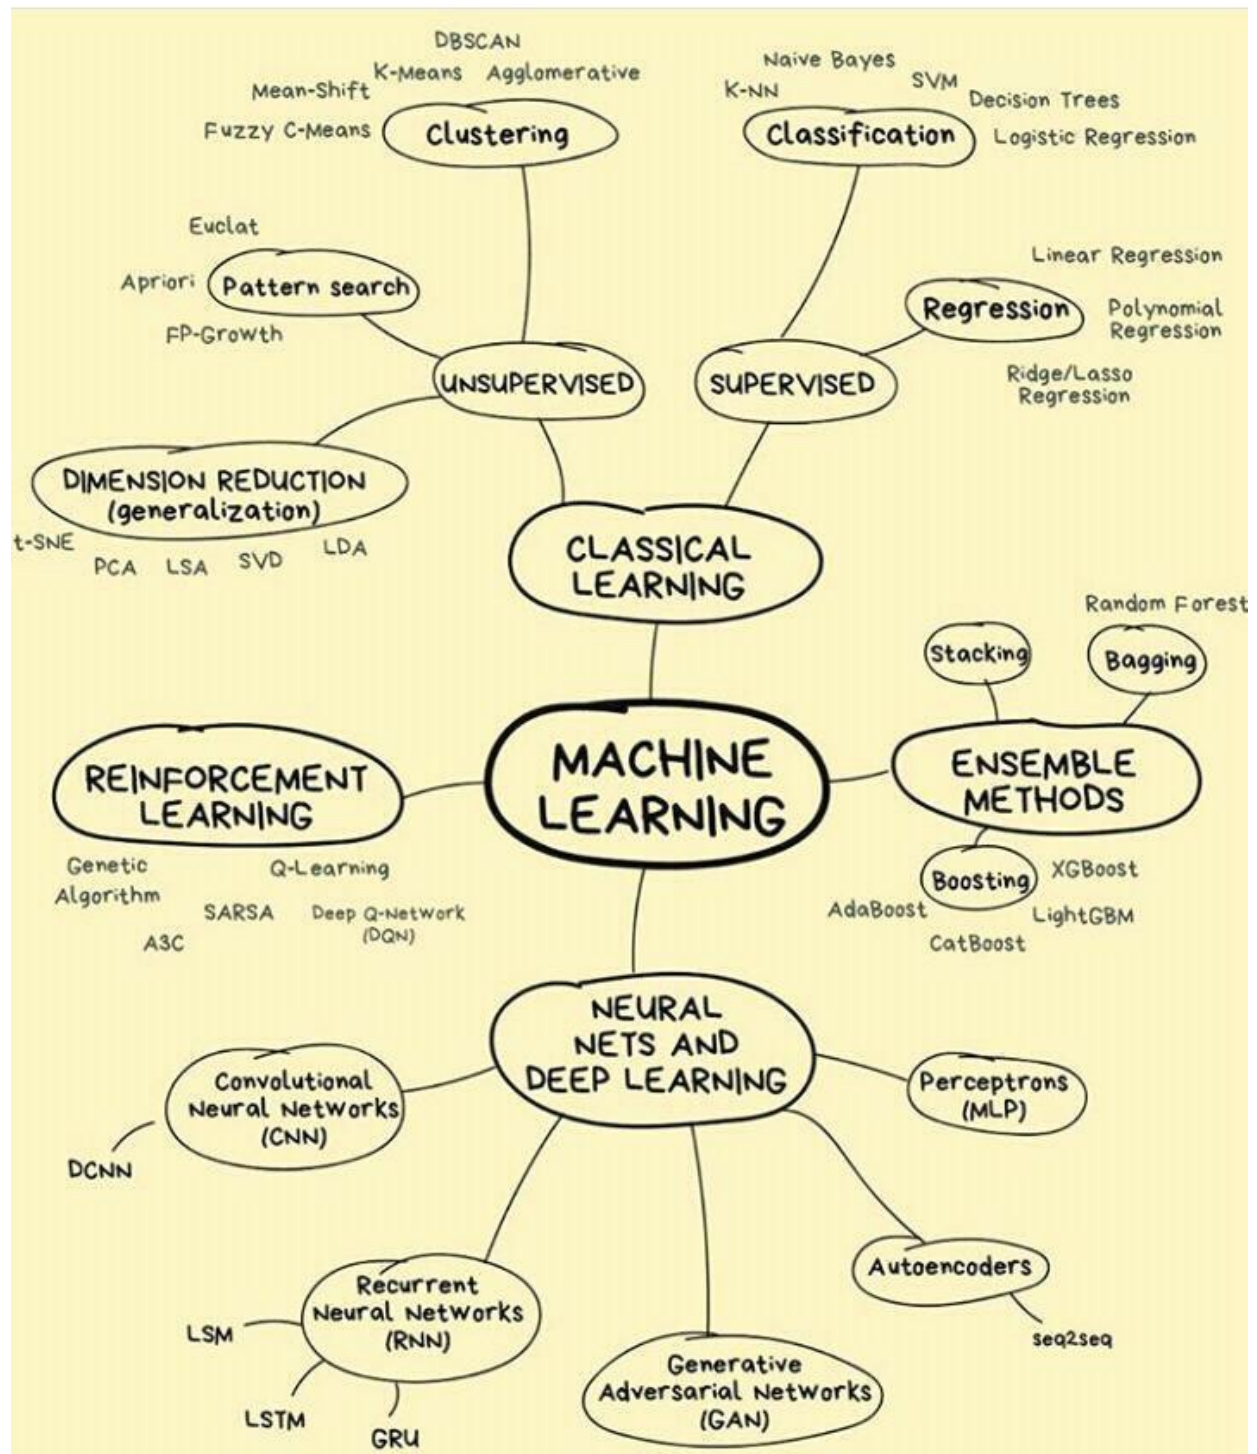 DBSCAN
K-Means
Agglomerative
Mean-Shift
Fuzzy C-Means
Clustering
Naive Bayes
K-NN
SVM
Decision Trees
Classification
Logistic Regression
Euclat
Apriori
Pattern search
FP-Growth
Linear Regression
Regression
Polynomial
Regression
Ridge/Lasso
Regression
UNSUPERVISED
SUPERVISED
DIMENSION REDUCTION
(generalization)
t-SNE
PCA
LSA
SVD
LDA
CLASSICAL
LEARNING
Random Forest
Stacking
Bagging
MACHINE
LEARNING
REINFORCEMENT
LEARNING
ENSEMBLE
METHODS
Genetic
Algorithm
Q-Learning
SARSA
Deep Q-Network
(DQN)
A3C
Boosting
XGBoost
AdaBoost
LightGBM
CatBoost
NEURAL
NETS AND
DEEP LEARNING
Convolutional
Neural Networks
(CNN)
DCNN
Perceptrons
(MLP)
Autoencoders
seq2seq
Recurrent
Neural Networks
(RNN)
LSM
LSTM
GRU
Generative
Adversarial Networks
(GAN)